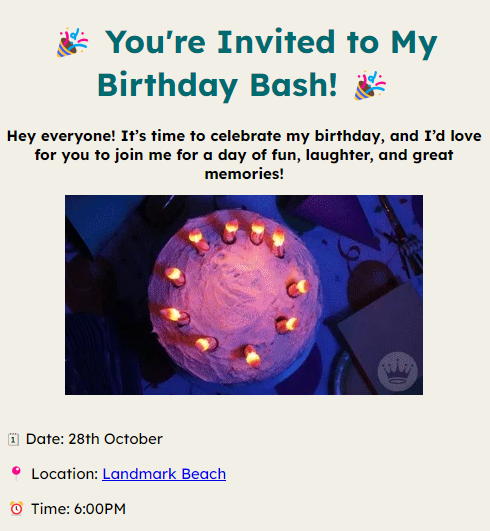 🎉 You're Invited to My
Birthday Bash! 🎉
Hey everyone! It’s time to celebrate my birthday, and I’d love
for you to join me for a day of fun, laughter, and great
memories!
🗓 Date: 28th October
📍 Location: Landmark Beach
⏰ Time: 6:00PM